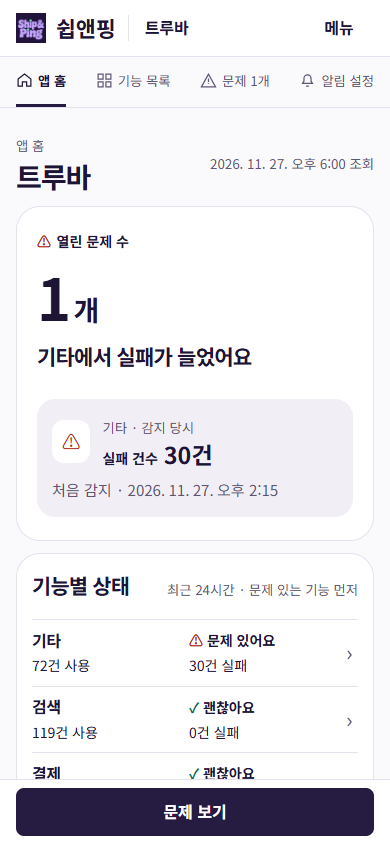 Ship&
Ping
쉽앤핑
트루바
메뉴
앱 홈
기능 목록
문제 1개
알림 설정
앱 홈
트루바
2026. 11. 27. 오후 6:00 조회
열린 문제 수
1개
기타에서 실패가 늘었어요
기타 · 감지 당시
실패 건수 30건
처음 감지 · 2026. 11. 27. 오후 2:15
기능별 상태
최근 24시간 · 문제 있는 기능 먼저
기타
문제 있어요
72건 사용
30건 실패
검색
괜찮아요
119건 사용
0건 실패
결제
괜찮아요
문제 보기